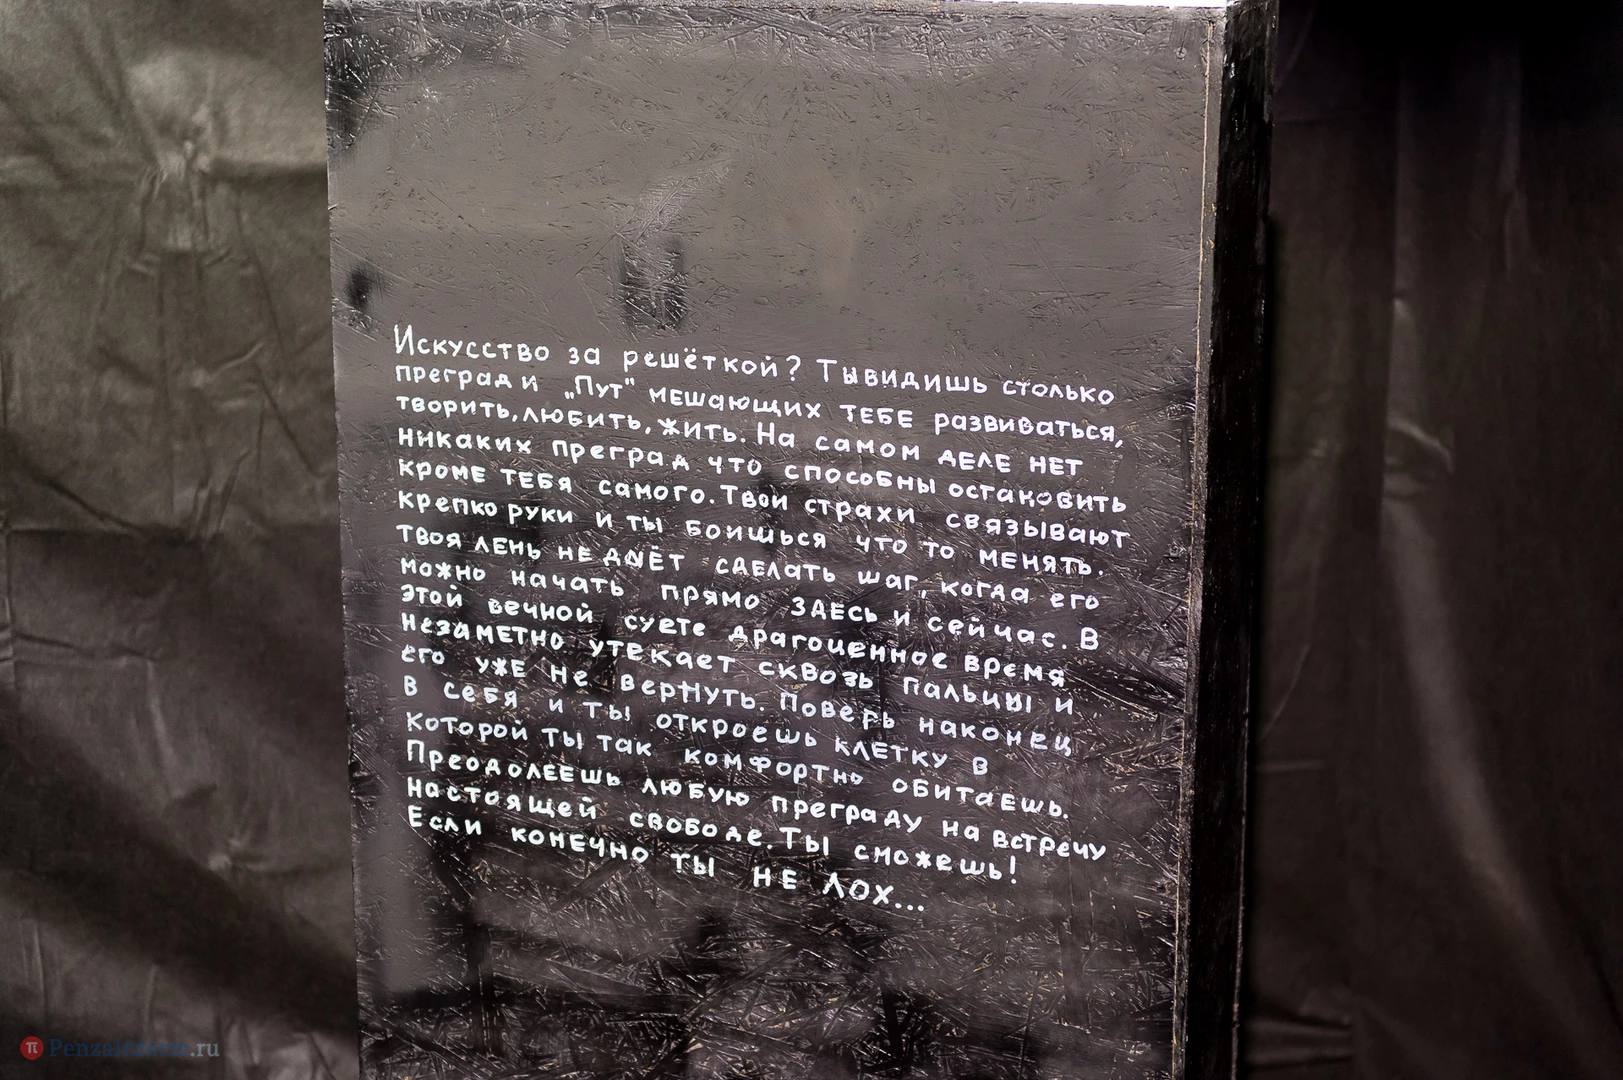 Искусство за решёткой? Ты видишь столько
преград и „Пут" мешающих ТЕБЕ развиваться,
творить, любить, жить. На самом деле нет
никаких преград что способны остановить
кроме тебя самого. Твои страхи связывают
крепко руки и ты боишься что то менять.
Твоя лень не даёт сделать шаг, когда его
можно начать прямо здесь и сейчас. В
этой вечной суете драгоценное время
незаметно утекает сквозь пальцы и
его уже не вернуть. Поверь наконец
в себя и ты откроешь клетку в
которой ты так комфортно обитаешь.
Преодолеешь любую преграду на встречу
настоящей свободе. Ты сможешь!
Если конечно ты не лох...
PenzaInform.ru